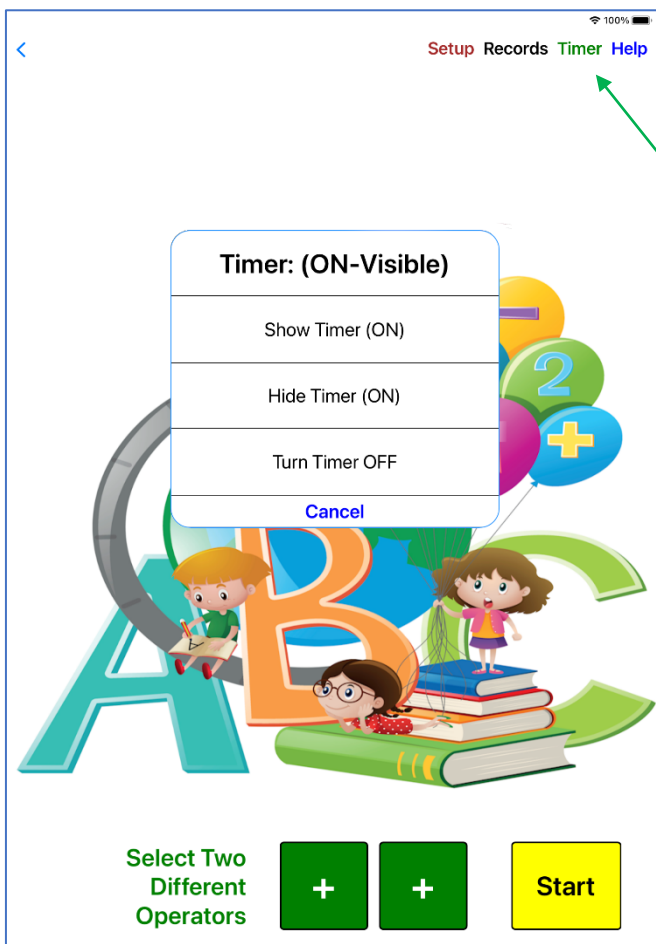 100%
Setup Records Timer Help
Timer: (ON-Visible)
Show Timer (ON)
Hide Timer (ON)
Turn Timer OFF
Cancel
2
+
A B C
A
Select Two
Different
Operators
+ +
Start